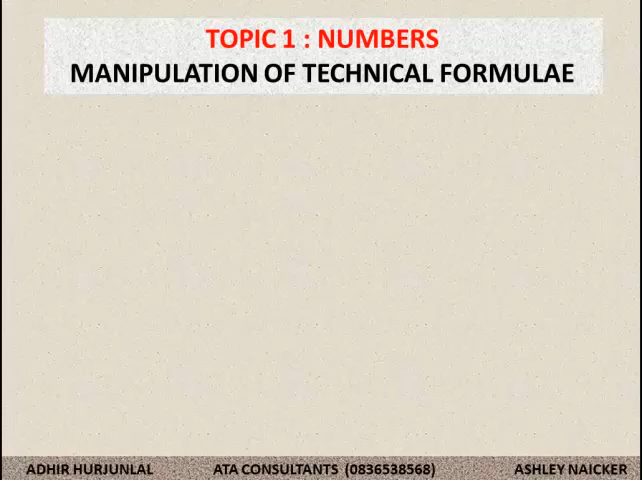 TOPIC 1 : NUMBERS
MANIPULATION OF TECHNICAL FORMULAE
ADHIR HURJUNLAL ATA CONSULTANTS (0836538568) ASHLEY NAICKER